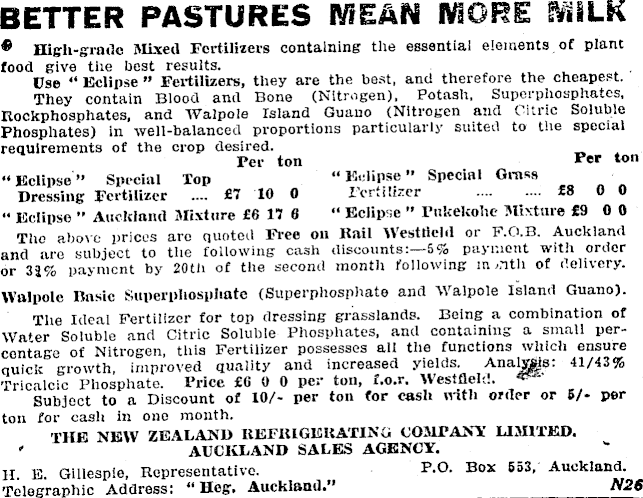 BETTER PASTURES MEAN MORE MILK
High-grade Mixed Fertilizers containing the essential elements of plant
food give the best results.
Use "Eclipse" Fertilizers, they are the best, and therefore the cheapest.
They contain Blood and Bone (Nitrogen), Potash, Superphosphates,
Rockphosphates, and Walpole Island Guano (Nitrogen and Citric Soluble
Phosphates) in well-balanced proportions particularly suited to the special
requirements of the crop desired.
Per ton Per ton
"Eclipse" Special Top "Eclipse" Special Grass
Dressing Fertilizer .... £7 10 0 Fertilizer .... .... £8 0 0
"Eclipse" Auckland Mixture £6 17 6 "Eclipse" Pukekohe Mixture £9 0 0
The above prices are quoted Free on Rail Westfield or F.O.B. Auckland
and are subject to the following cash discounts:—5% payment with order
or 3¾% payment by 20th of the second month following month of delivery.
Walpole Basic Superphosphate (Superphosphate and Walpole Island Guano).
The Ideal Fertilizer for top dressing grasslands. Being a combination of
Water Soluble and Citric Soluble Phosphates, and containing a small per-
centage of Nitrogen, this Fertilizer possesses all the functions which ensure
quick growth, improved quality and increased yields. Analysis: 41/43%
Tricalcic Phosphate. Price £6 0 0 per ton, f.o.r. Westfield.
Subject to a Discount of 10/- per ton for cash with order or 5/- per
ton for cash in one month.
THE NEW ZEALAND REFRIGERATING COMPANY LIMITED.
AUCKLAND SALES AGENCY.
H. E. Gillespie, Representative. P.O. Box 553, Auckland.
Telegraphic Address: "Heg, Auckland." N26